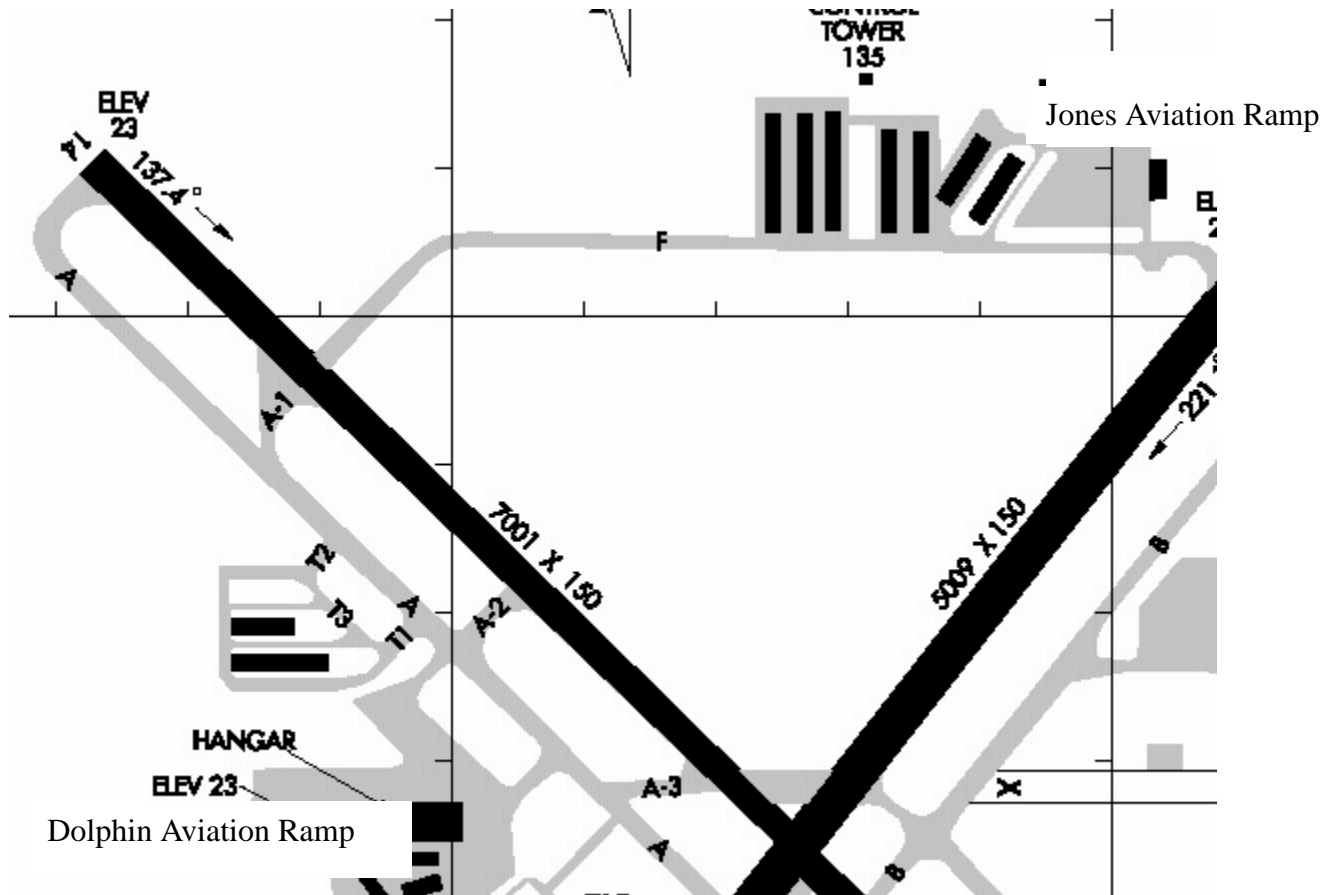 CONTROL
TOWER
135
Jones Aviation Ramp
ELEV
23
14
137.4°
F
A
A-1
221
7001 X 150
5009 X 150
B
T2
T3
A
T1
A-2
HANGAR
ELEV 23
A-3
X
Dolphin Aviation Ramp
A
B